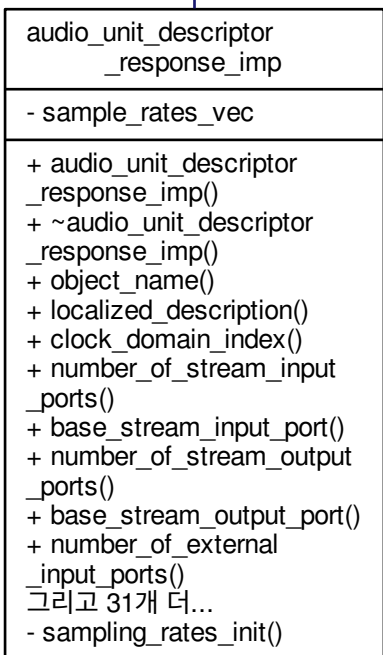 audio_unit_descriptor
_response_imp
- sample_rates_vec
+ audio_unit_descriptor
_response_imp()
+ ~audio_unit_descriptor
_response_imp()
+ object_name()
+ localized_description()
+ clock_domain_index()
+ number_of_stream_input
_ports()
+ base_stream_input_port()
+ number_of_stream_output
_ports()
+ base_stream_output_port()
+ number_of_external
_input_ports()
그리고 31개 더...
- sampling_rates_init()